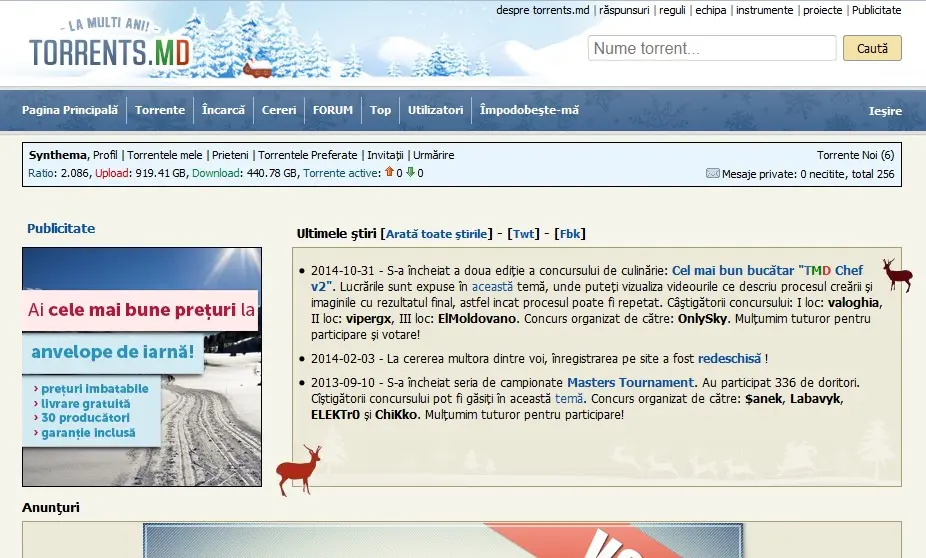 despre torrents.md | răspunsuri | reguli | echipa | instrumente | proiecte | Publicitate
- LA MULTI ANI! -
TORRENTS.MD
Nume torrent...
Caută
Pagina Principală Torrente Încarcă Cereri FORUM Top Utilizatori Împodobește-mă Ieșire
Synthema, Profil | Torrentele mele | Prieteni | Torrentele Preferate | Invitații | Urmărire
Torrente Noi (6)
Ratio: 2.086, Upload: 919.41 GB, Download: 440.78 GB, Torrente active: 0 0
Mesaje private: 0 necitite, total 256
Publicitate
Ai cele mai bune prețuri la
anvelope de iarnă!
› prețuri imbatabile
› livrare gratuită
› 30 producători
› garanție inclusă
Ultimele știri [Arată toate știrile] - [Twt] - [Fbk]
• 2014-10-31 - S-a încheiat a doua ediție a concursului de culinărie: Cel mai bun bucătar "TMD Chef
v2". Lucrările sunt expuse în această temă, unde puteți vizualiza videourile ce descriu procesul creării și
imaginile cu rezultatul final, astfel incat procesul poate fi repetat. Câștigătorii concursului: I loc: valoghia,
II loc: vipergx, III loc: ElMoldovano. Concurs organizat de către: OnlySky. Mulțumim tuturor pentru
participare și votare!
• 2014-02-03 - La cererea multora dintre voi, înregistrarea pe site a fost redeschisă !
• 2013-09-10 - S-a încheiat seria de campionate Masters Tournament. Au participat 336 de doritori.
Cîștigătorii concursului pot fi găsiți în această temă. Concurs organizat de către: $anek, Labavyk,
ELEKTr0 și ChiKko. Mulțumim tuturor pentru participare!
Anunțuri